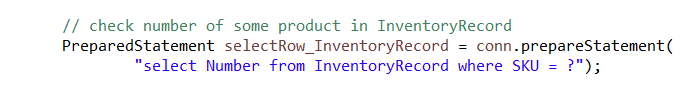 // check number of some product in InventoryRecord
PreparedStatement selectRow_InventoryRecord = conn.prepareStatement(
"select Number from InventoryRecord where SKU = ?");